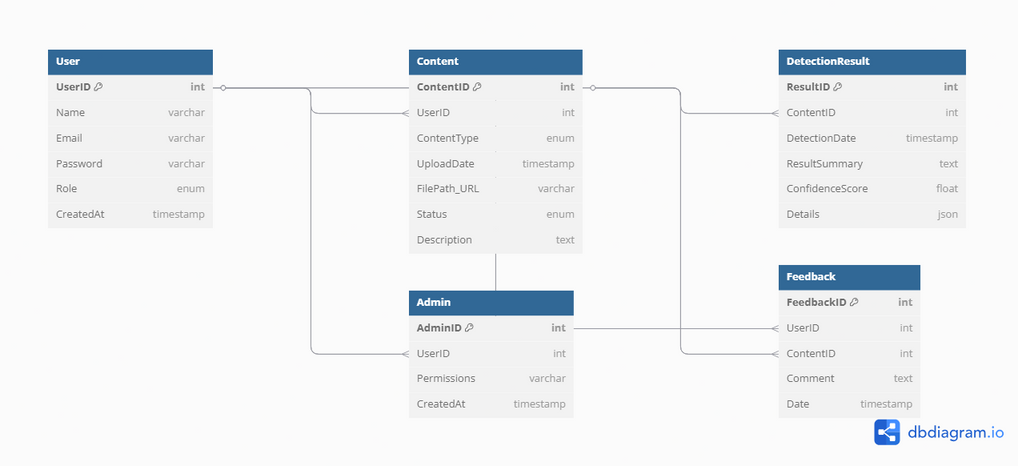 User
UserID int
Name varchar
Email varchar
Password varchar
Role enum
CreatedAt timestamp
Content
ContentID int
UserID int
ContentType enum
UploadDate timestamp
FilePath_URL varchar
Status enum
Description text
Admin
AdminID int
UserID int
Permissions varchar
CreatedAt timestamp
DetectionResult
ResultID int
ContentID int
DetectionDate timestamp
ResultSummary text
ConfidenceScore float
Details json
Feedback
FeedbackID int
UserID int
ContentID int
Comment text
Date timestamp
dbdiagram.io